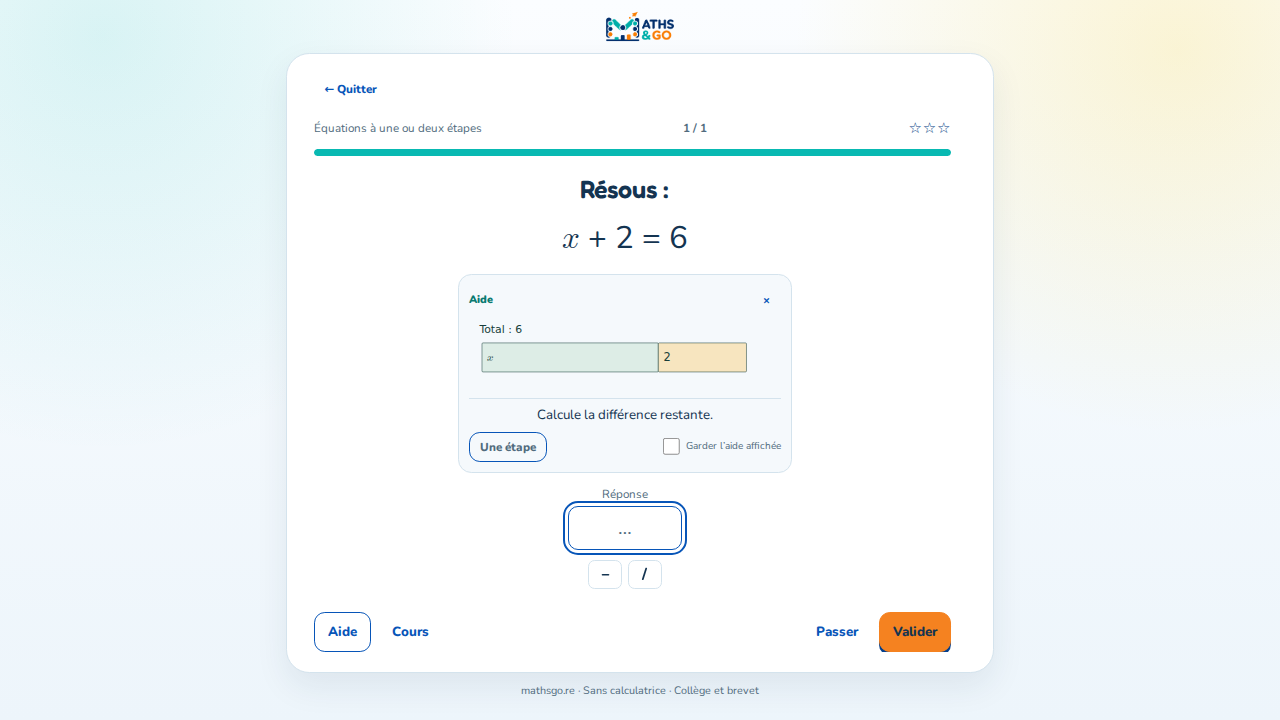 MATHS
&GO
← Quitter
Équations à une ou deux étapes
1 / 1
☆☆☆
Résous :
x + 2 = 6
Aide
×
Total : 6
x
2
Calcule la différence restante.
Une étape
Garder l’aide affichée
Réponse
...
−
/
Aide
Cours
Passer
Valider
mathsgo.re · Sans calculatrice · Collège et brevet